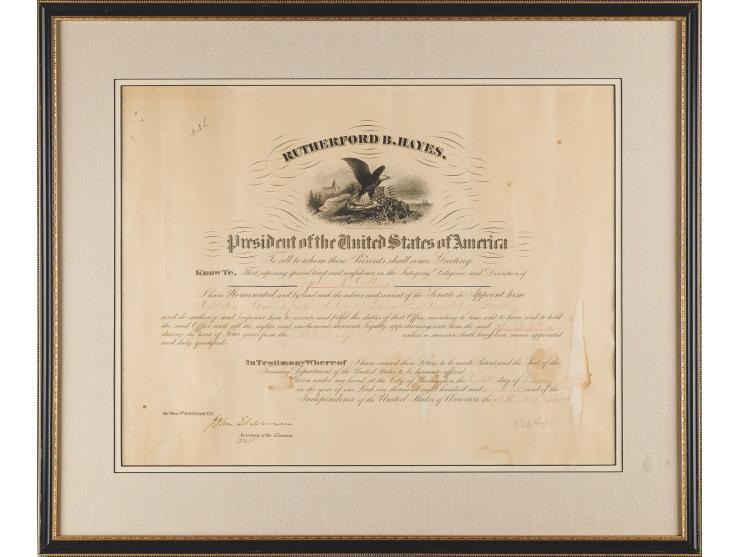 RUTHERFORD B. HAYES.
President of the United States of America
To all to whom these Presents shall come, Greeting:
Know Ye, That, reposing special trust and confidence in the Integrity, Diligence and Discretion of
I have Nominated, and by and with the advice and consent of the Senate do Appoint him
and do authorize and empower him to execute and fulfil the duties of that Office according to law, and to have and to hold
the said Office with all the rights and emoluments thereunto legally appertaining unto him the said
during the term of Four years from the unless a successor shall have been sooner appointed
and duly qualified.
In Testimony Whereof I have caused these Letters to be made Patent, and the Seal of the
Treasury Department of the United States to be hereunto affixed.
Given under my hand, at the City of Washington, the day of
in the year of our Lord one thousand eight hundred and and of the
Independence of the United States of America, the
By the President,
John Sherman
Secretary of the Treasury.
R. B. Hayes